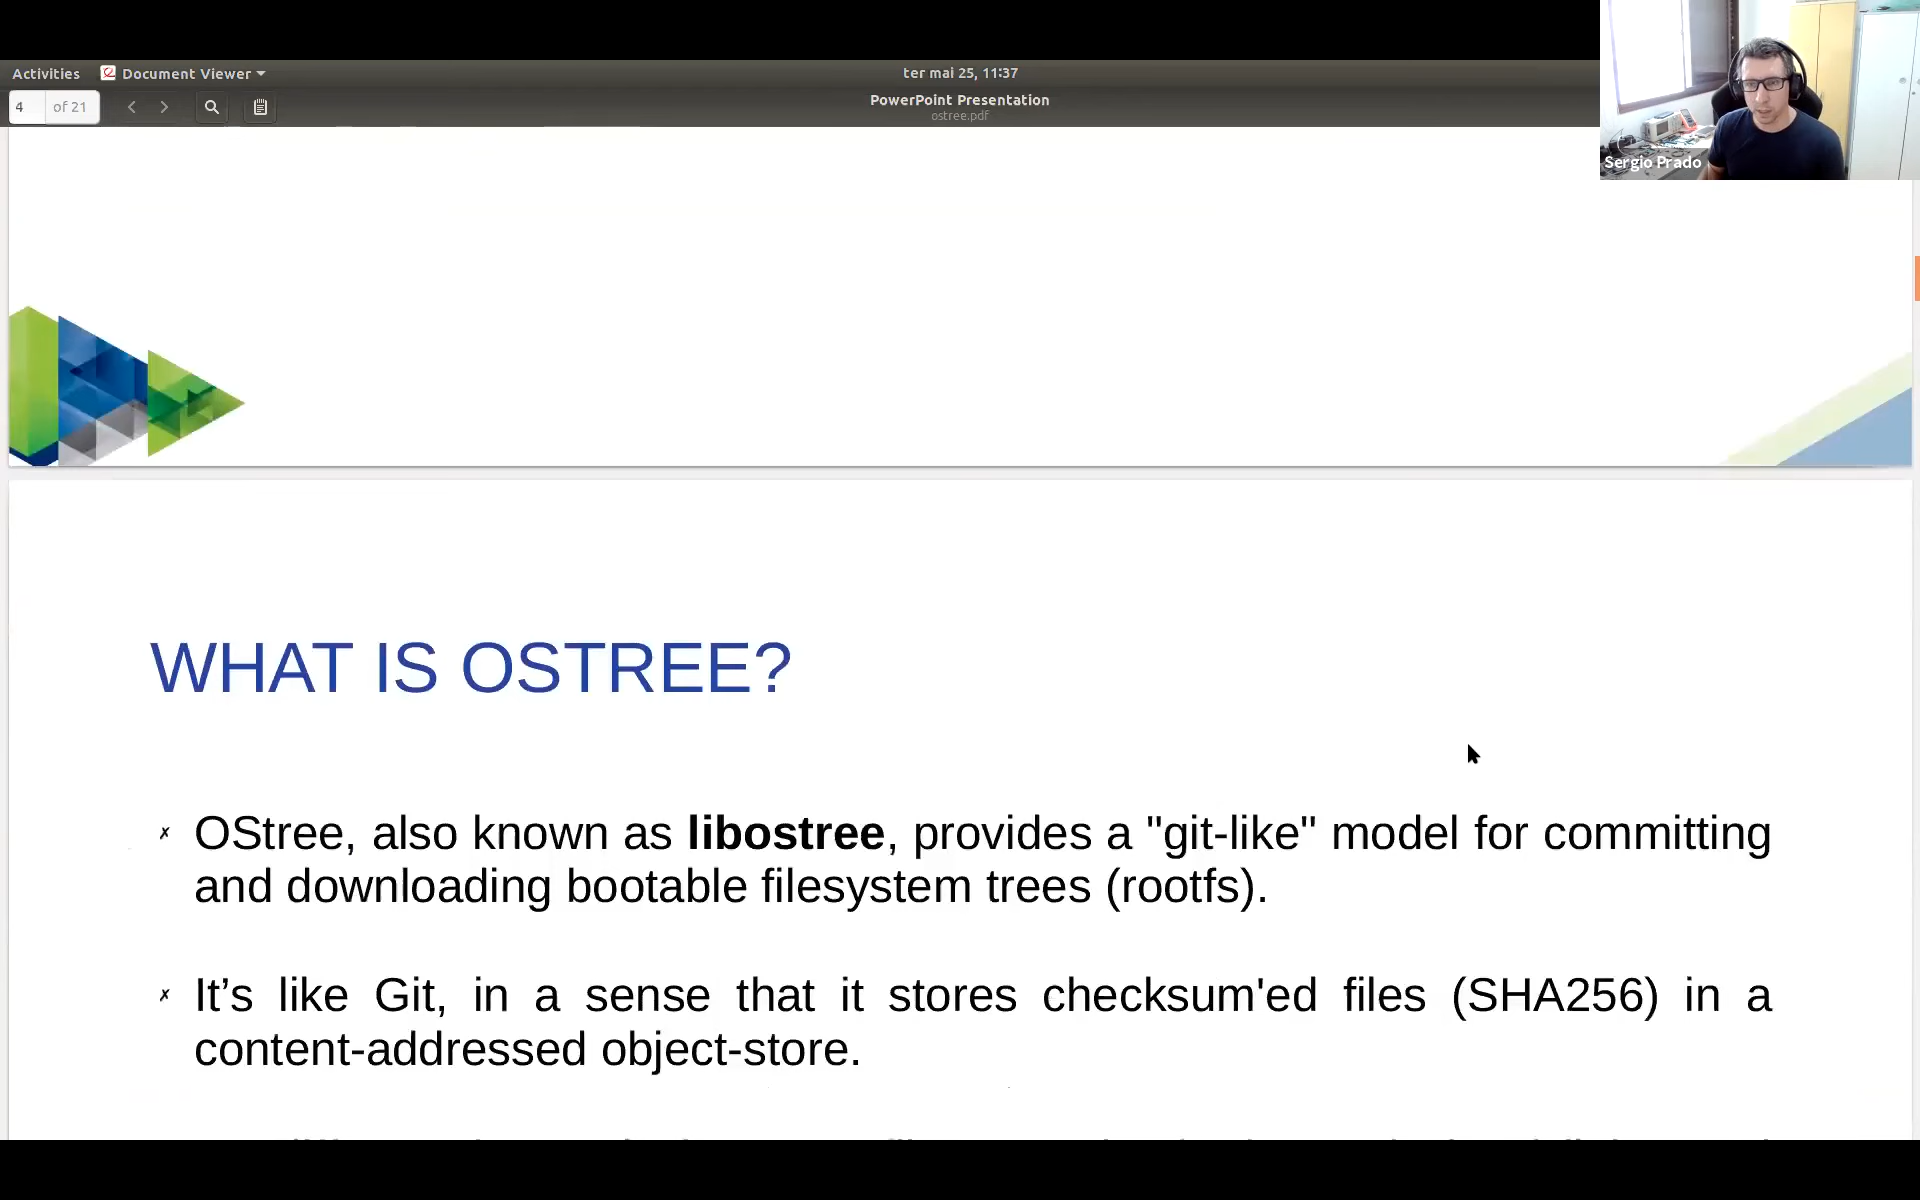 Activities
Document Viewer
ter mai 25, 11:37
4 of 21
PowerPoint Presentation
ostree.pdf
Sergio Prado
WHAT IS OSTREE?
✗ OStree, also known as libostree, provides a "git-like" model for committing
and downloading bootable filesystem trees (rootfs).
✗ It’s like Git, in a sense that it stores checksum'ed files (SHA256) in a
content-addressed object-store.